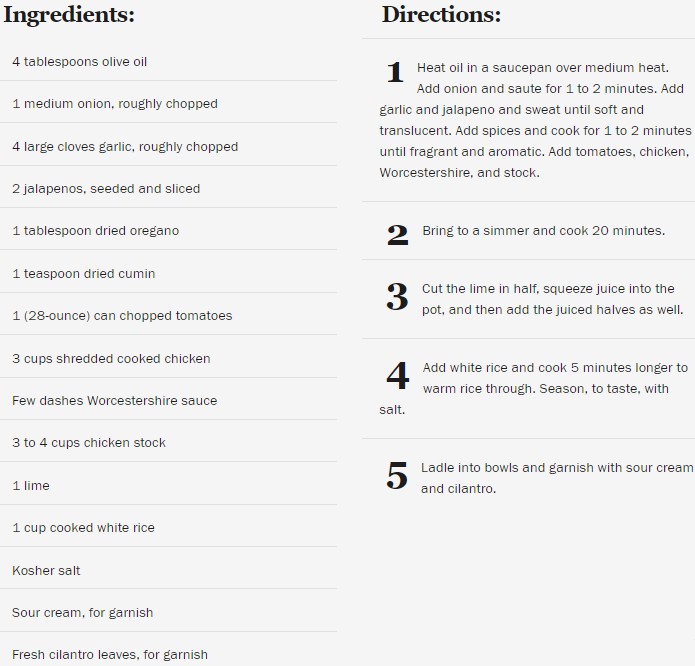 Ingredients:
4 tablespoons olive oil
1 medium onion, roughly chopped
4 large cloves garlic, roughly chopped
2 jalapenos, seeded and sliced
1 tablespoon dried oregano
1 teaspoon dried cumin
1 (28-ounce) can chopped tomatoes
3 cups shredded cooked chicken
Few dashes Worcestershire sauce
3 to 4 cups chicken stock
1 lime
1 cup cooked white rice
Kosher salt
Sour cream, for garnish
Fresh cilantro leaves, for garnish
Directions:
1 Heat oil in a saucepan over medium heat.
Add onion and saute for 1 to 2 minutes. Add
garlic and jalapeno and sweat until soft and
translucent. Add spices and cook for 1 to 2 minutes
until fragrant and aromatic. Add tomatoes, chicken,
Worcestershire, and stock.
2 Bring to a simmer and cook 20 minutes.
3 Cut the lime in half, squeeze juice into the
pot, and then add the juiced halves as well.
4 Add white rice and cook 5 minutes longer to
warm rice through. Season, to taste, with
salt.
5 Ladle into bowls and garnish with sour cream
and cilantro.